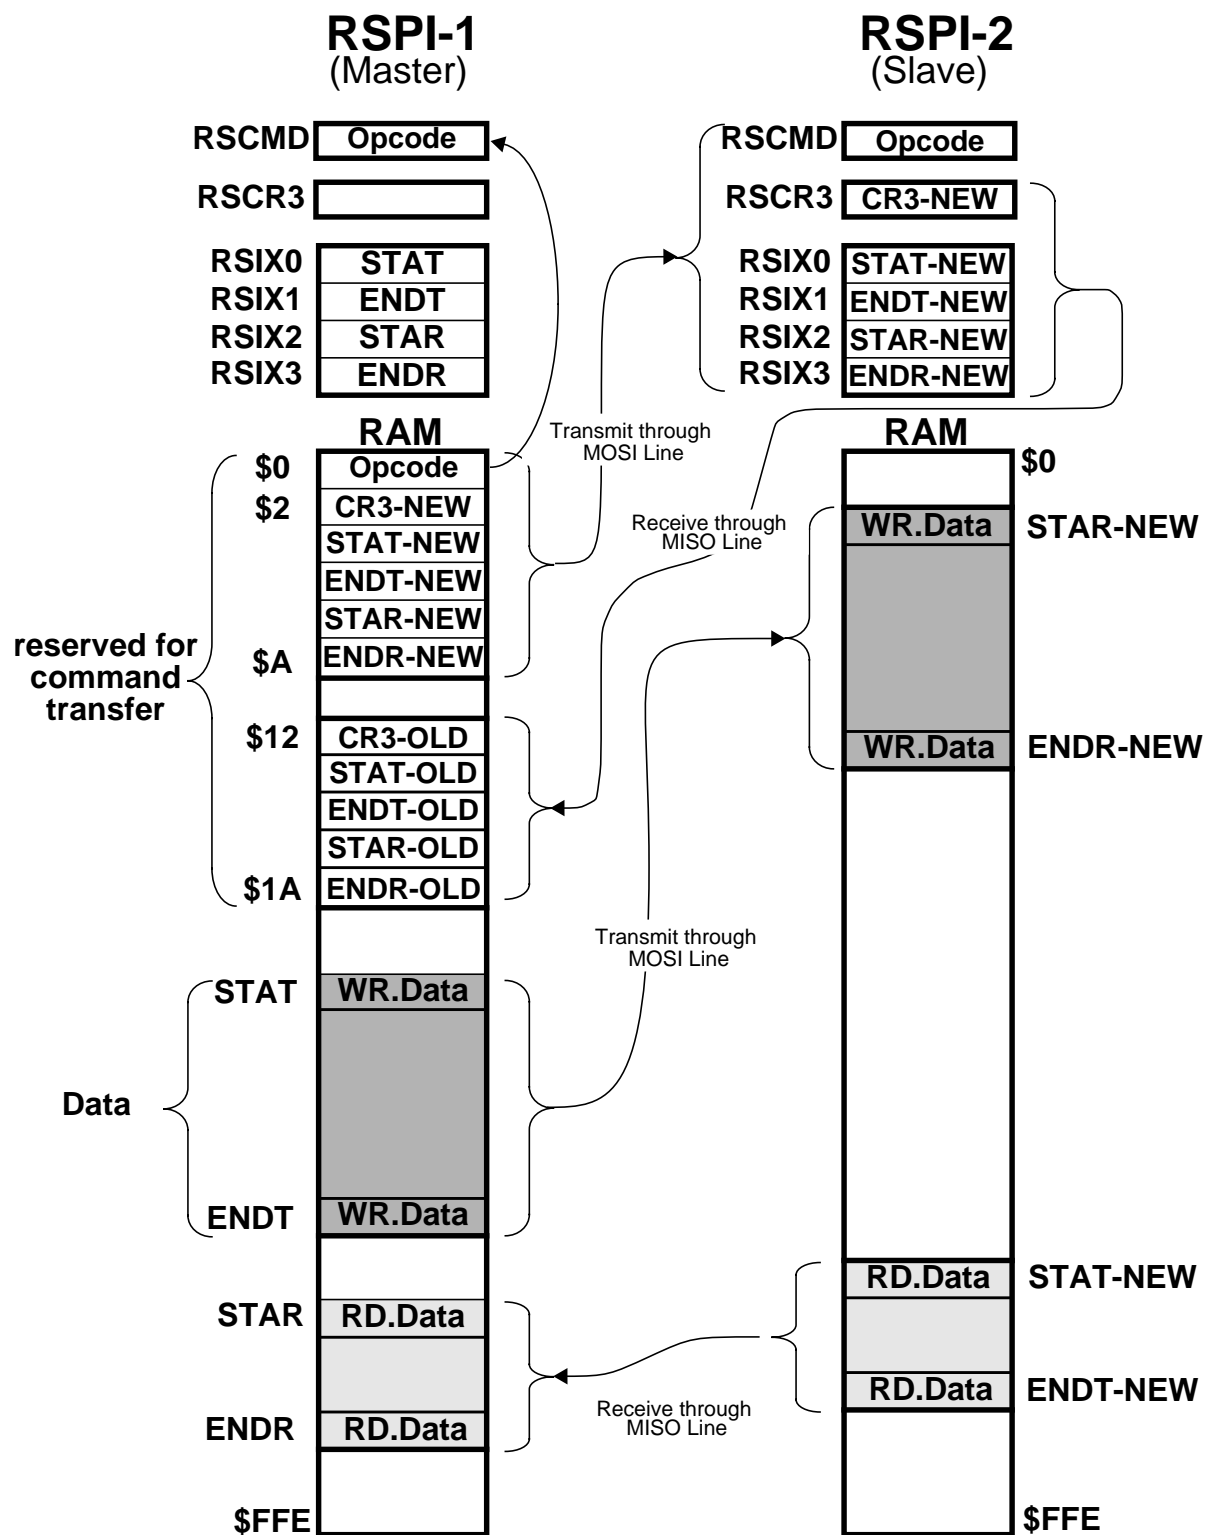 RSPI-1
(Master)
RSPI-2
(Slave)
RSCMD Opcode
RSCR3
RSIX0 STAT
RSIX1 ENDT
RSIX2 STAR
RSIX3 ENDR
RSCMD Opcode
RSCR3 CR3-NEW
RSIX0 STAT-NEW
RSIX1 ENDT-NEW
RSIX2 STAR-NEW
RSIX3 ENDR-NEW
RAM
$0 Opcode
$2 CR3-NEW
STAT-NEW
ENDT-NEW
STAR-NEW
$A ENDR-NEW
reserved for
command
transfer
$12 CR3-OLD
STAT-OLD
ENDT-OLD
STAR-OLD
$1A ENDR-OLD
Transmit through
MOSI Line
Receive through
MISO Line
Transmit through
MOSI Line
STAT WR.Data
Data
ENDT WR.Data
STAR RD.Data
ENDR RD.Data
$FFE
Receive through
MISO Line
RAM
$0
WR.Data STAR-NEW
WR.Data ENDR-NEW
RD.Data STAT-NEW
RD.Data ENDT-NEW
$FFE